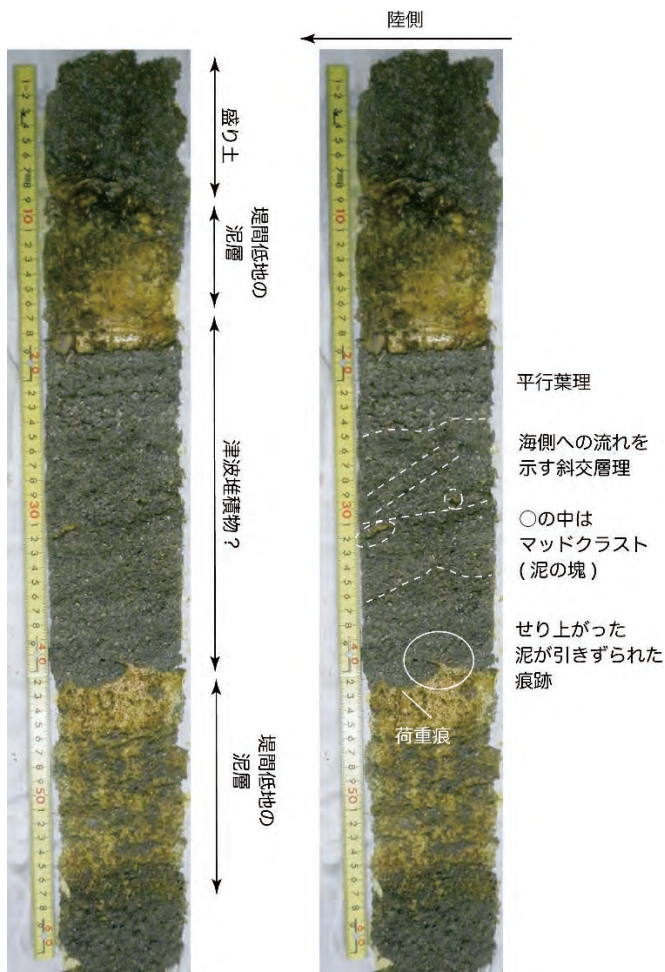 陸側
盛り土
堤間低地の
泥層
津波堆積物?
堤間低地の
泥層
平行葉理
海側への流れを
示す斜交層理
○の中は
マッドクラスト
(泥の塊)
せり上がった
泥が引きずられた
痕跡
荷重痕